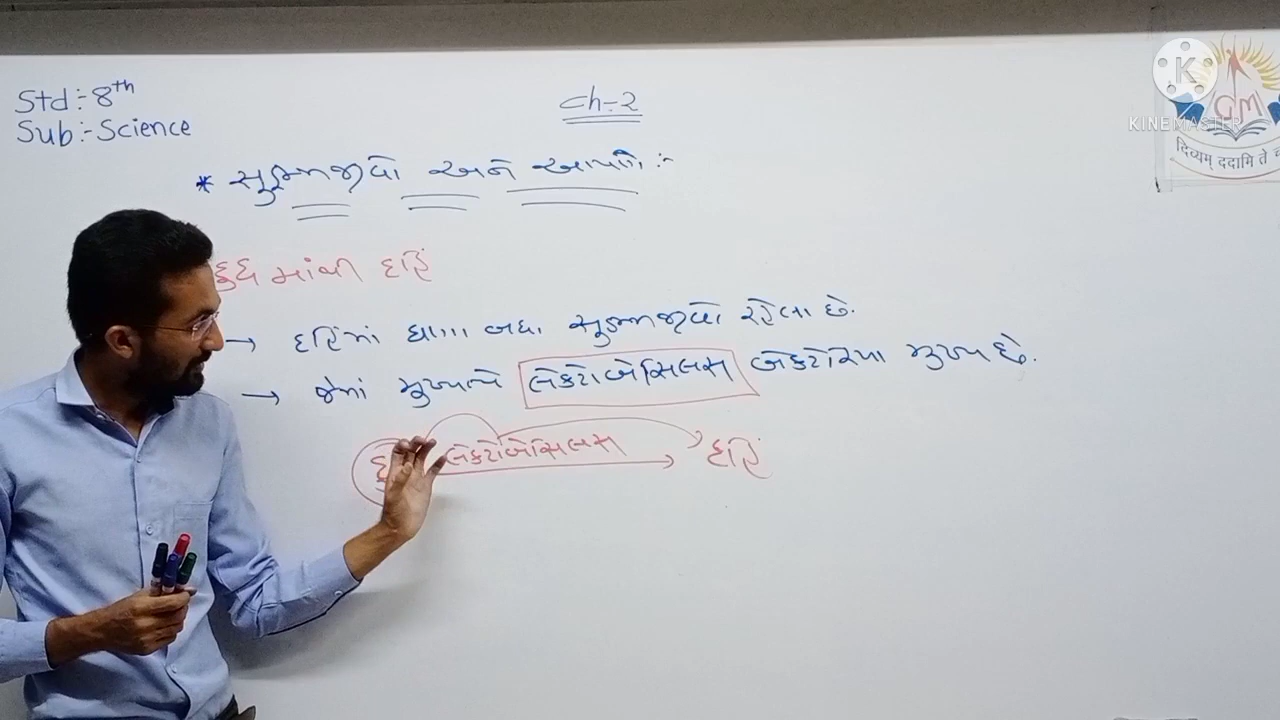 Std:- 8th
Sub:- Science
Ch-2
* સૂક્ષ્મજીવો અને આપણે :-
દુધ માંથી દહિં
→ દહિંમાં ઘણા બધા સૂક્ષ્મજીવો રહેલા છે.
→ જેમાં મુખ્યત્વે લેક્ટોબેસિલસ બેક્ટેરિયા મુખ્ય છે.
લેક્ટોબેસિલસ → દહિં
KINEMASTER
GM
दिव्यम् ददामि ते